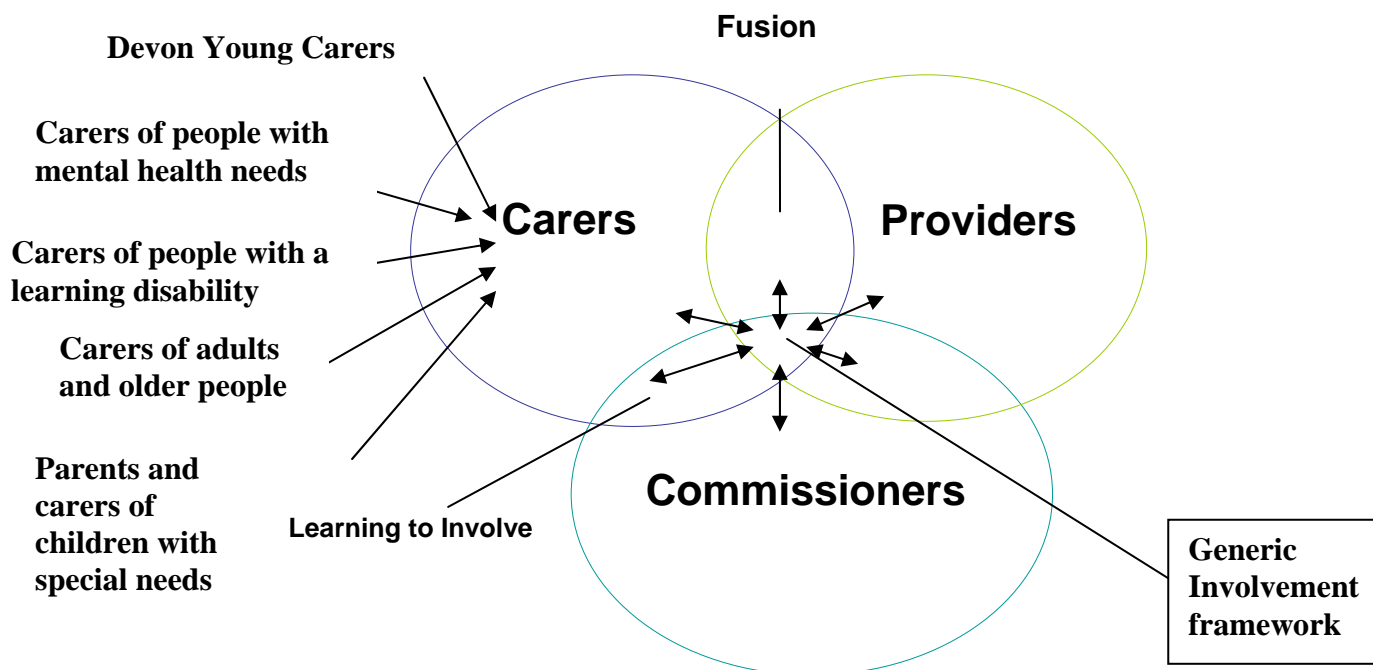 Fusion
Devon Young Carers
Carers of people with
mental health needs
Carers
Providers
Carers of people with a
learning disability
Carers of adults
and older people
Parents and
carers of
children with
special needs
Learning to Involve
Commissioners
Generic
Involvement
framework